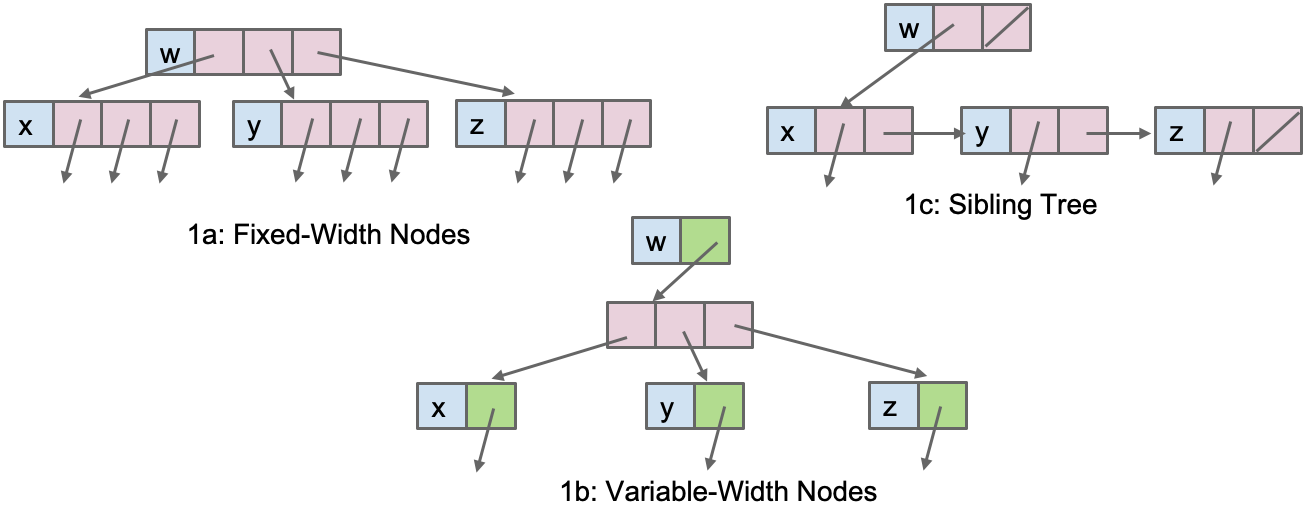 w
x y z
1a: Fixed-Width Nodes
w
x y z
1c: Sibling Tree
w
x y z
1b: Variable-Width Nodes